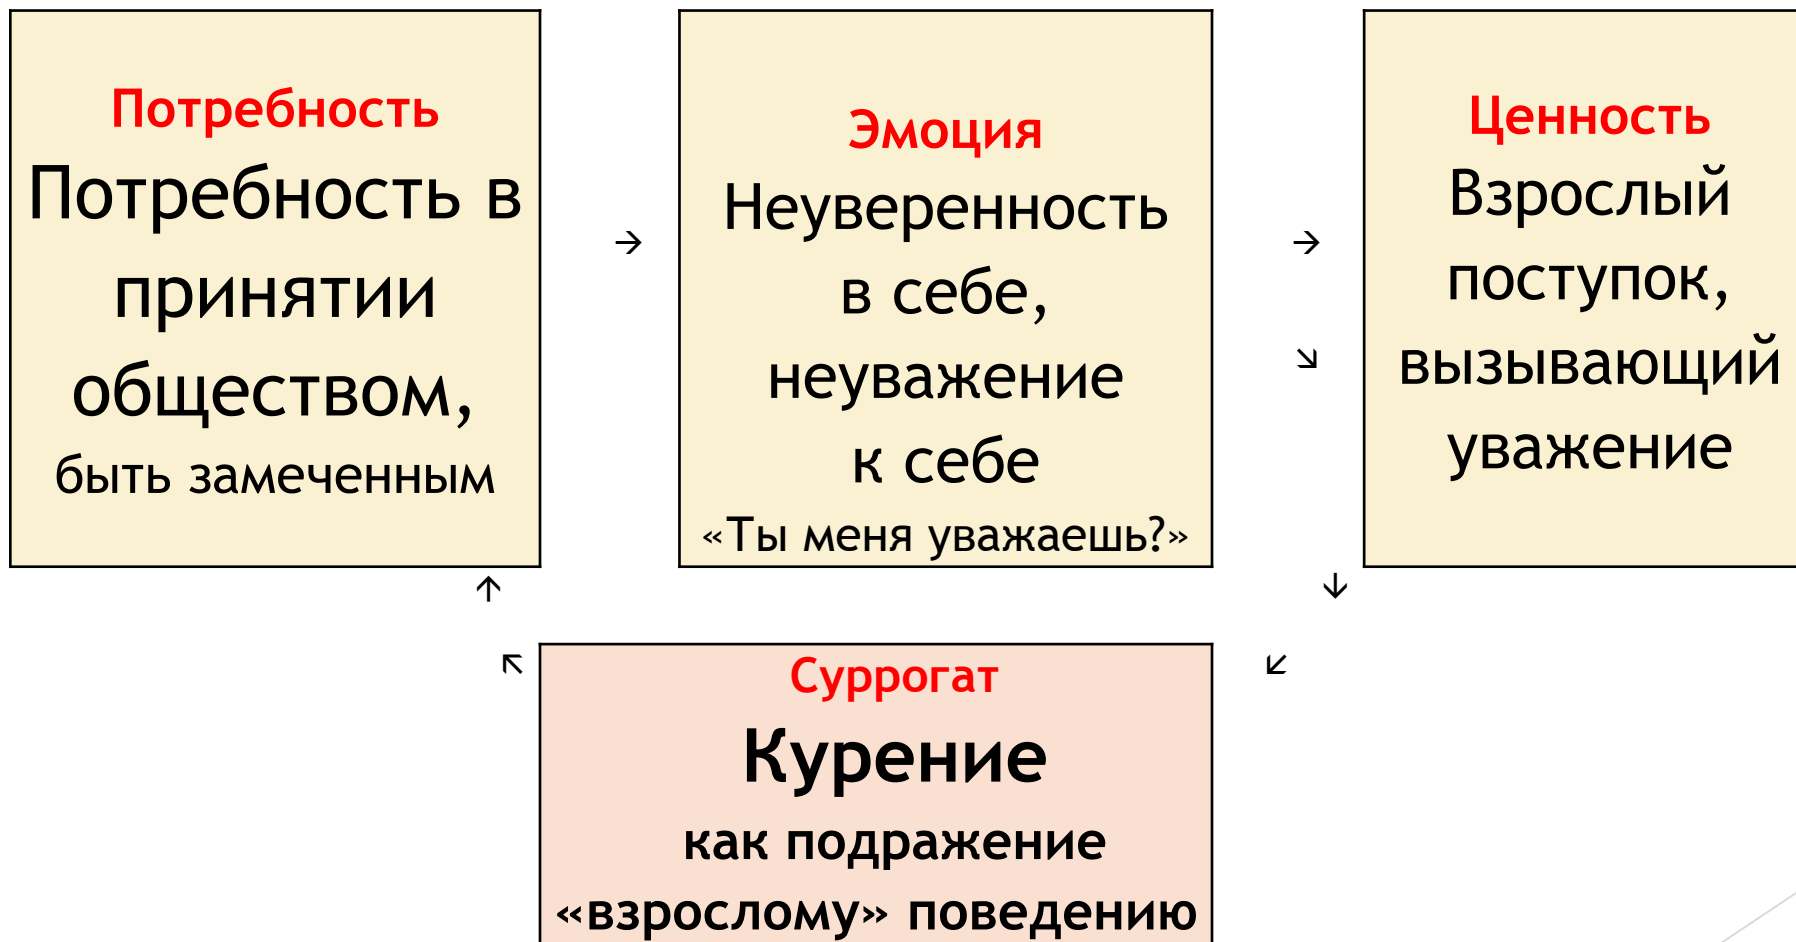 Потребность
Потребность в
принятии
обществом,
быть замеченным
→
Эмоция
Неуверенность
в себе,
неуважение
к себе
«Ты меня уважаешь?»
→
↘
Ценность
Взрослый
поступок,
вызывающий
уважение
↑
↓
↖
↙
Суррогат
Курение
как подражание
«взрослому» поведению